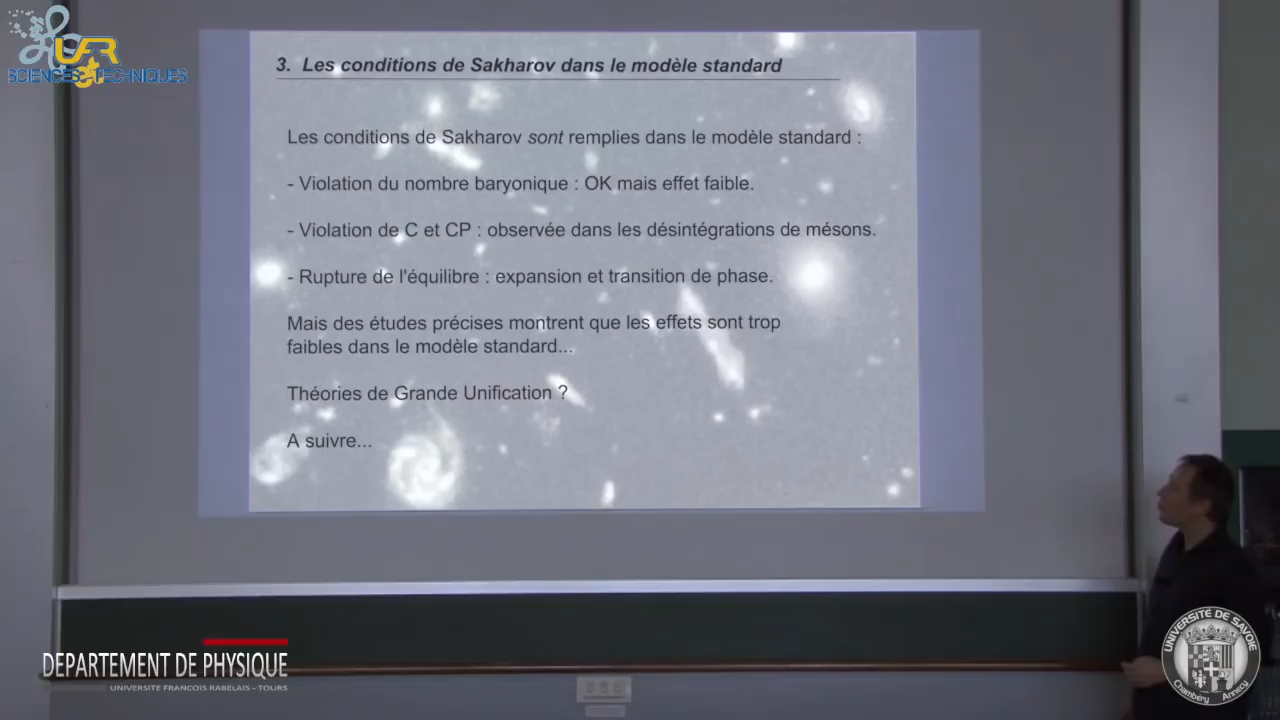 UFR
SCIENCES et TECHNIQUES
3. Les conditions de Sakharov dans le modèle standard
Les conditions de Sakharov sont remplies dans le modèle standard :
- Violation du nombre baryonique : OK mais effet faible.
- Violation de C et CP : observée dans les désintégrations de mésons.
- Rupture de l'équilibre : expansion et transition de phase.
Mais des études précises montrent que les effets sont trop
faibles dans le modèle standard...
Théories de Grande Unification ?
A suivre...
DEPARTEMENT DE PHYSIQUE
UNIVERSITE FRANCOIS RABELAIS - TOURS
UNIVERSITÉ DE SAVOIE
Chambéry Annecy